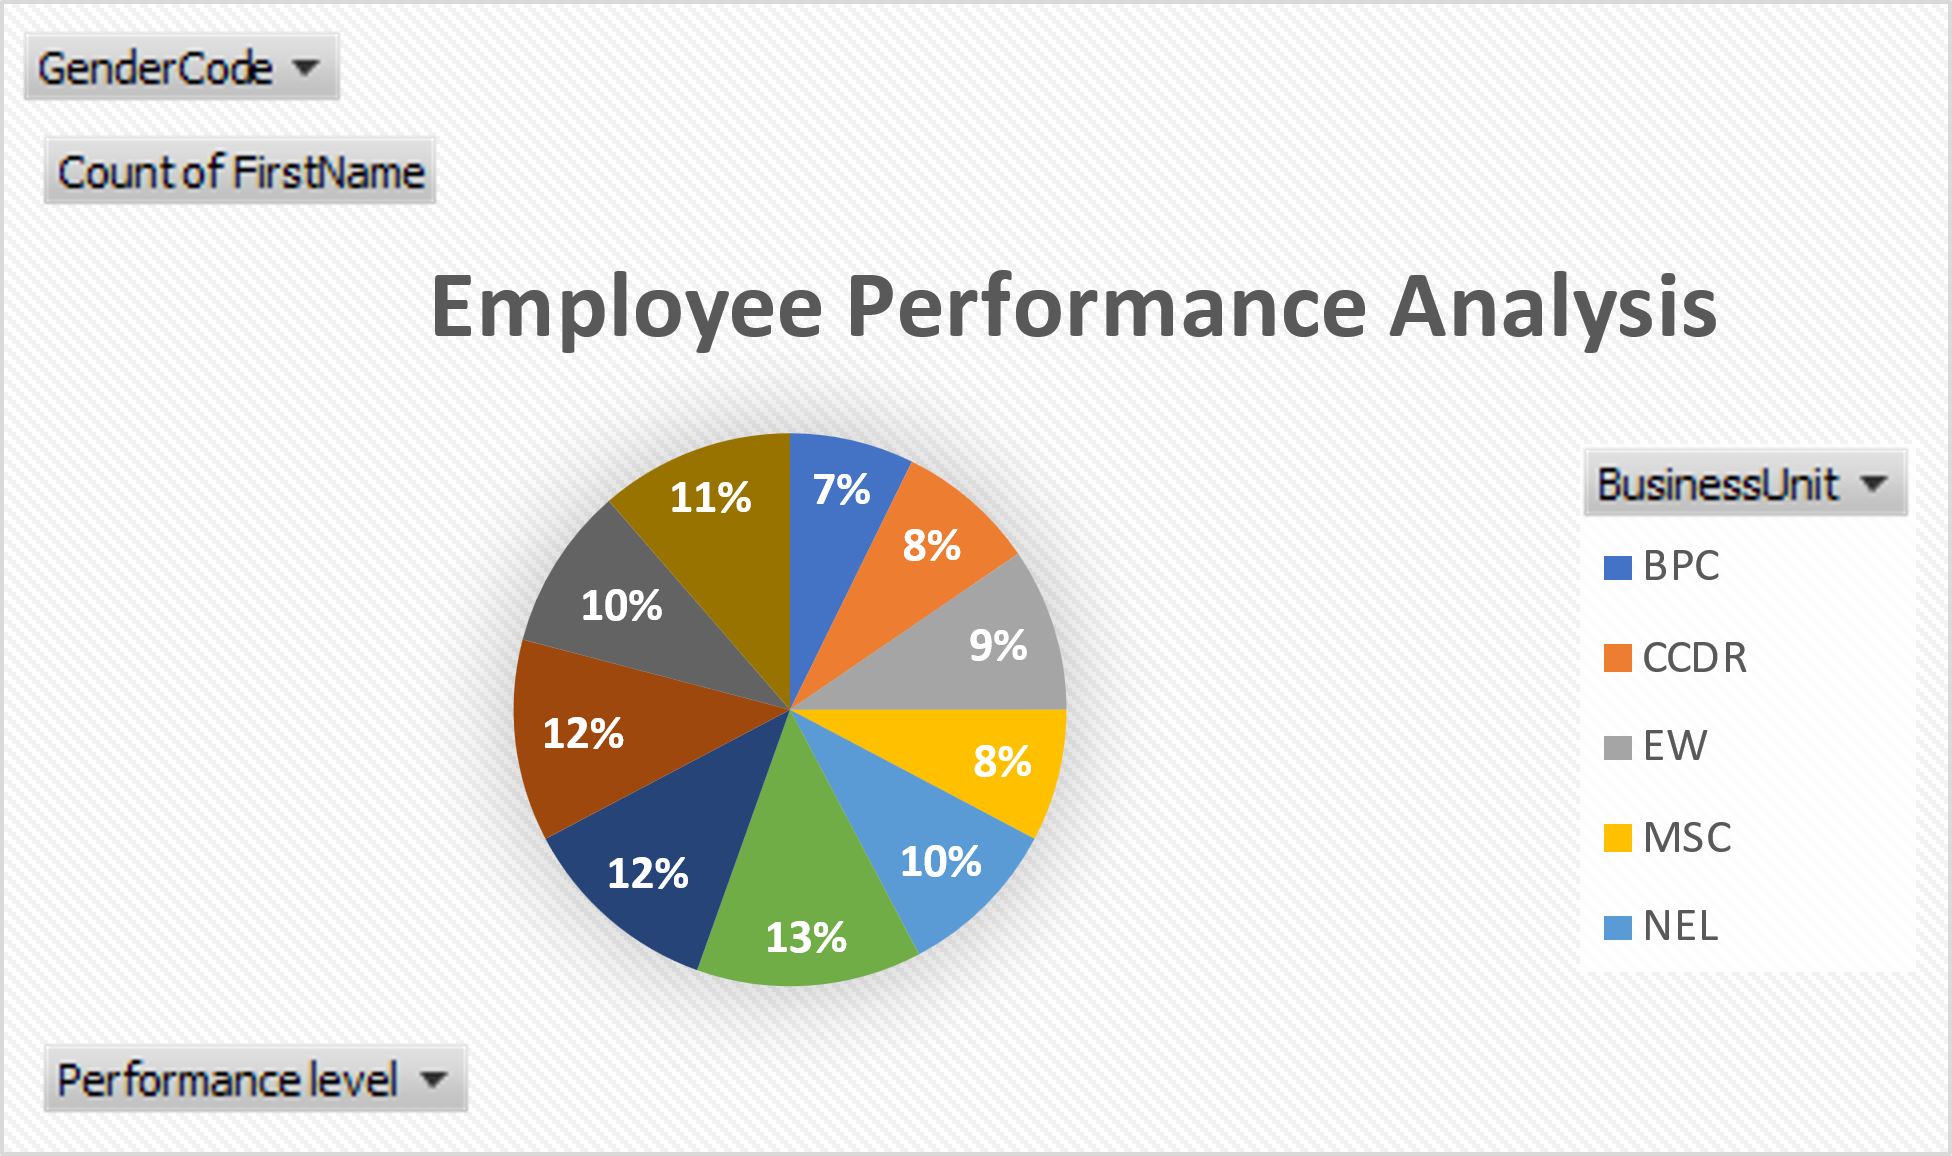 GenderCode
Count of FirstName
Employee Performance Analysis
11%
7%
8%
10%
9%
12%
8%
12%
10%
13%
BusinessUnit
BPC
CCDR
EW
MSC
NEL
Performance level